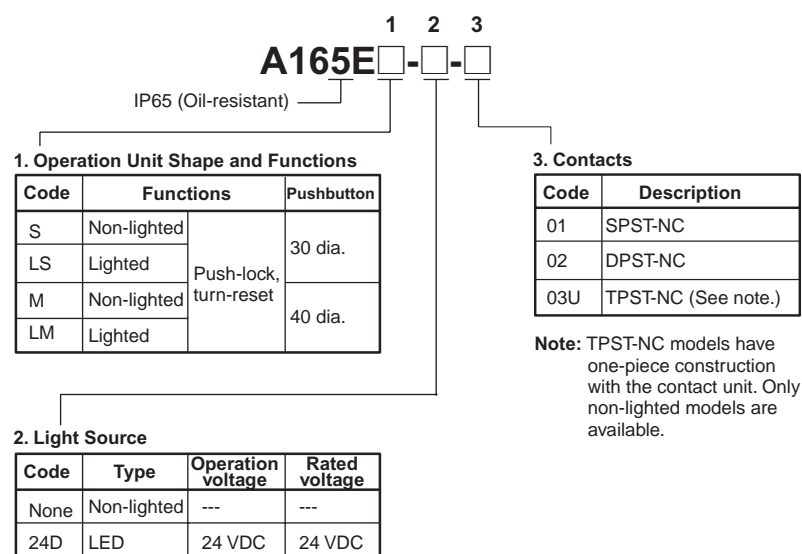 1 2 3
A165E□-□-□
IP65 (Oil-resistant)
1. Operation Unit Shape and Functions
Code Functions Pushbutton
S Non-lighted Push-lock, turn-reset 30 dia.
LS Lighted
M Non-lighted 40 dia.
LM Lighted
3. Contacts
Code Description
01 SPST-NC
02 DPST-NC
03U TPST-NC (See note.)
Note: TPST-NC models have
one-piece construction
with the contact unit. Only
non-lighted models are
available.
2. Light Source
Code Type Operation voltage Rated voltage
None Non-lighted --- ---
24D LED 24 VDC 24 VDC